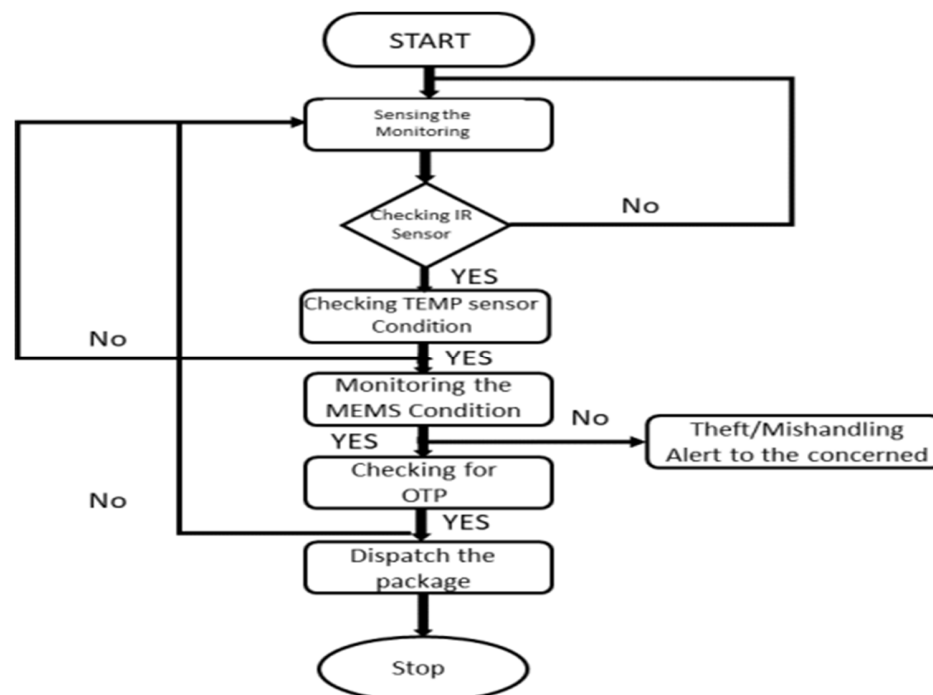 START
Sensing the
Monitoring
Checking IR
Sensor
No
YES
Checking TEMP sensor
Condition
No
YES
Monitoring the
MEMS Condition
No
YES
Theft/Mishandling
Alert to the concerned
Checking for
OTP
No
YES
Dispatch the
package
Stop